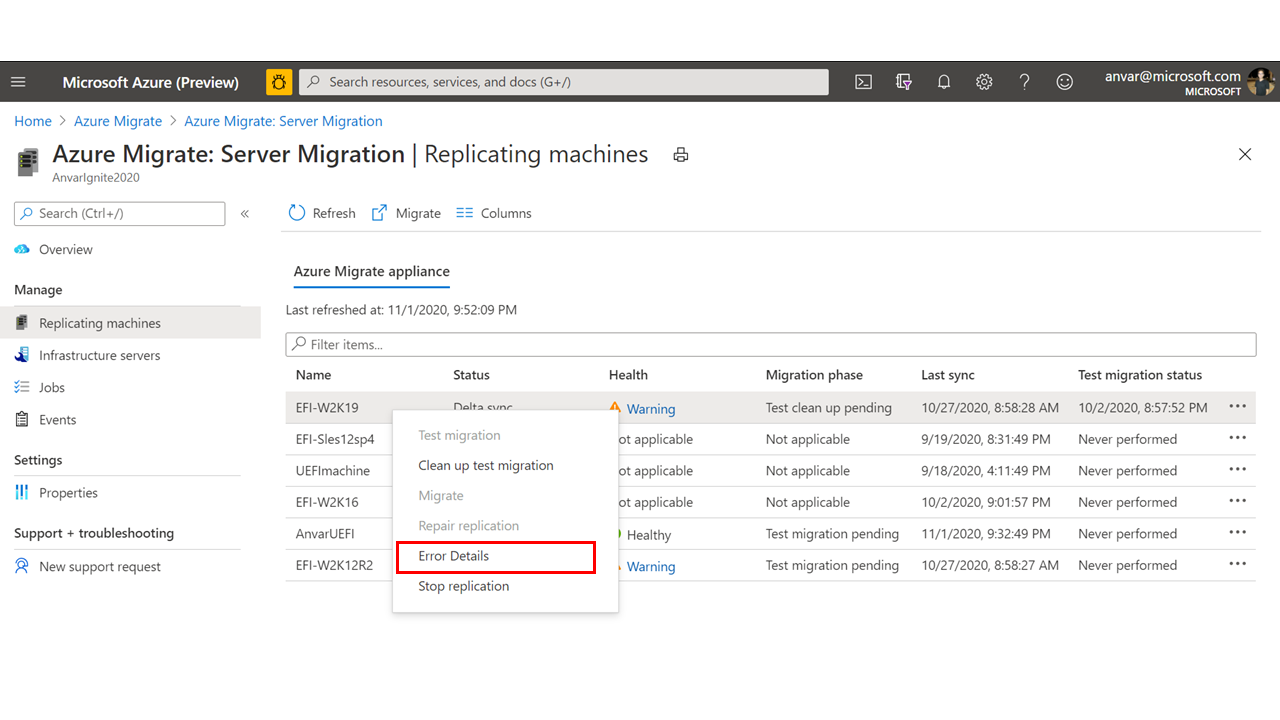 Microsoft Azure (Preview)
Search resources, services, and docs (G+/)
anvar@microsoft.com
MICROSOFT
Home > Azure Migrate > Azure Migrate: Server Migration
Azure Migrate: Server Migration | Replicating machines
AnvarIgnite2020
Search (Ctrl+/)
«
Overview
Manage
Replicating machines
Infrastructure servers
Jobs
Events
Settings
Properties
Support + troubleshooting
New support request
Refresh Migrate Columns
Azure Migrate appliance
Last refreshed at: 11/1/2020, 9:52:09 PM
Filter items...
Name Status Health Migration phase Last sync Test migration status
EFI-W2K19 Delta sync Warning Test clean up pending 10/27/2020, 8:58:28 AM 10/2/2020, 8:57:52 PM
EFI-Sles12sp4 ot applicable Not applicable 9/19/2020, 8:31:49 PM Never performed
UEFImachine ot applicable Not applicable 9/18/2020, 4:11:49 PM Never performed
EFI-W2K16 ot applicable Not applicable 10/2/2020, 9:01:57 PM Never performed
AnvarUEFI Healthy Test migration pending 11/1/2020, 9:32:49 PM Never performed
EFI-W2K12R2 Warning Test migration pending 10/27/2020, 8:58:27 AM Never performed
Test migration
Clean up test migration
Migrate
Repair replication
Error Details
Stop replication